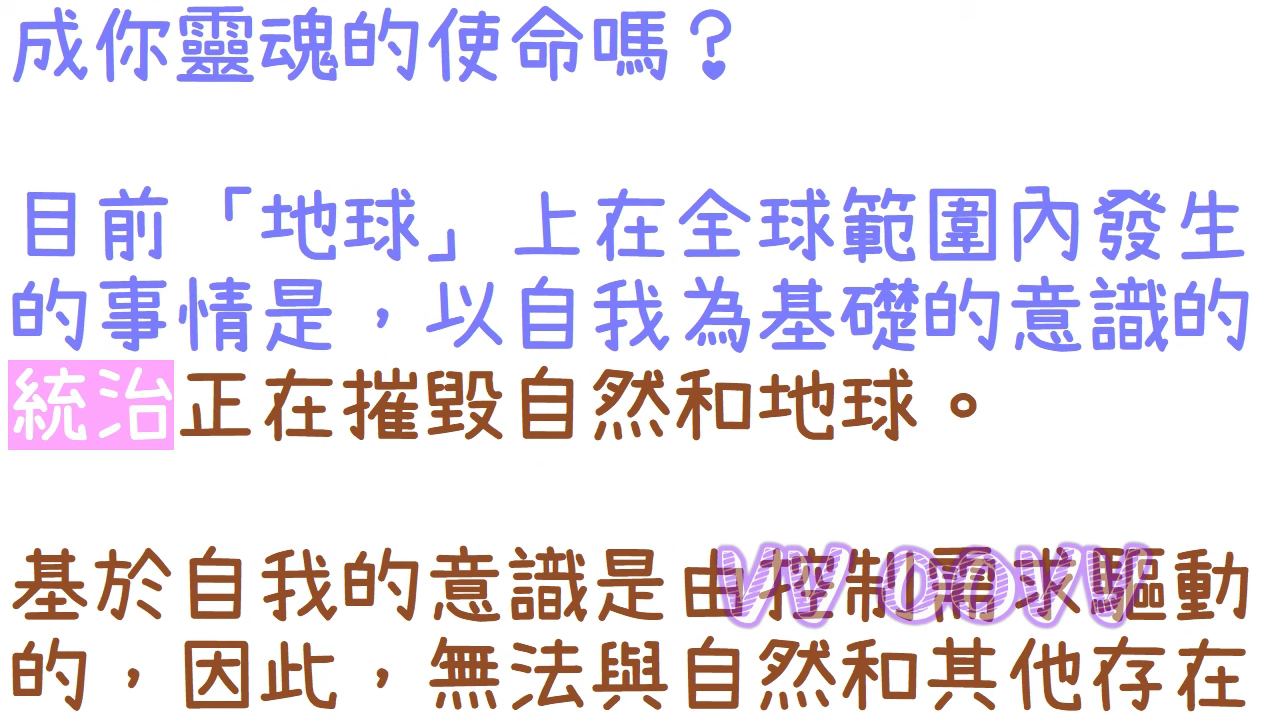 成你靈魂的使命嗎？
目前「地球」上在全球範圍內發生
的事情是，以自我為基礎的意識的
統治正在摧毀自然和地球。
基於自我的意識是由控制需求驅動
的，因此，無法與自然和其他存在